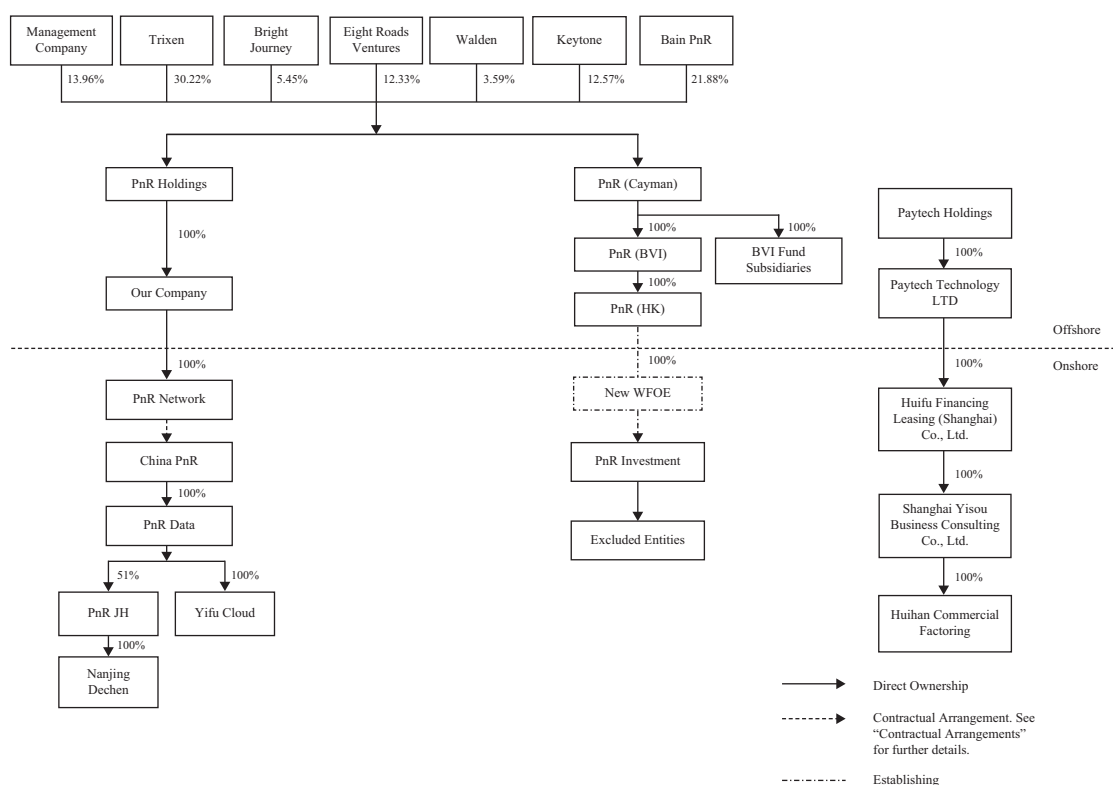 Management
Company
Trixen
Bright
Journey
Eight Roads
Ventures
Walden
Keytone
Bain PnR
13.96%
30.22%
5.45%
12.33%
3.59%
12.57%
21.88%
PnR Holdings
PnR (Cayman)
Paytech Holdings
100%
100%
100%
100%
PnR (BVI)
BVI Fund
Subsidiaries
100%
Our Company
PnR (HK)
Paytech Technology
LTD
Offshore
Onshore
100%
100%
100%
PnR Network
New WFOE
Huifu Financing
Leasing (Shanghai)
Co., Ltd.
China PnR
PnR Investment
100%
100%
PnR Data
Excluded Entities
Shanghai Yisou
Business Consulting
Co., Ltd.
51%
100%
100%
PnR JH
Yifu Cloud
Huihan Commercial
Factoring
100%
Nanjing
Dechen
Direct Ownership
Contractual Arrangement. See
“Contractual Arrangements”
for further details.
Establishing